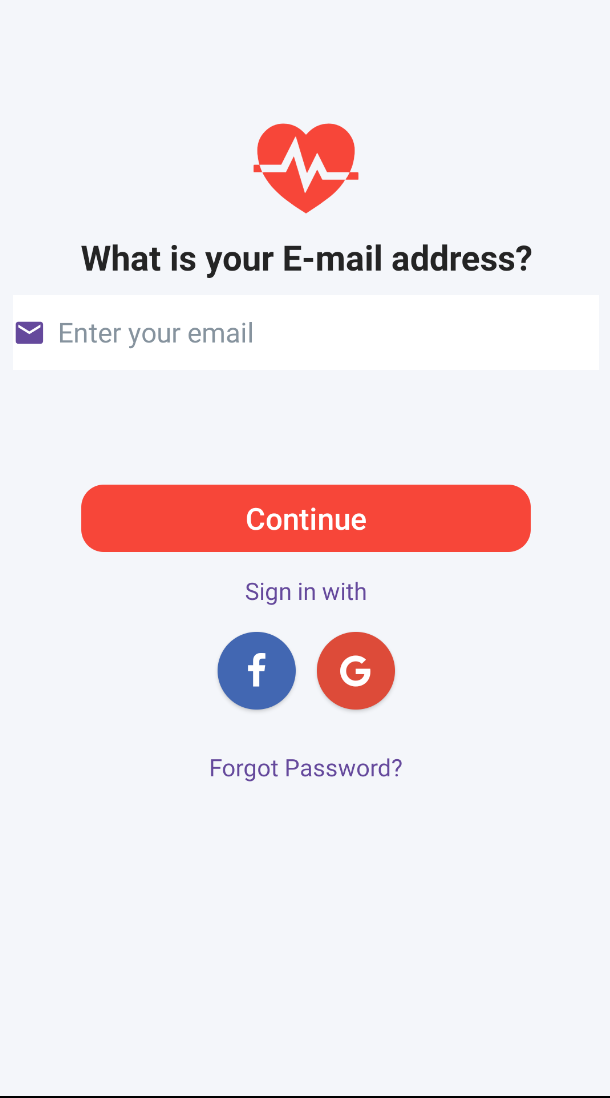 What is your E-mail address?
Enter your email
Continue
Sign in with
f G
Forgot Password?